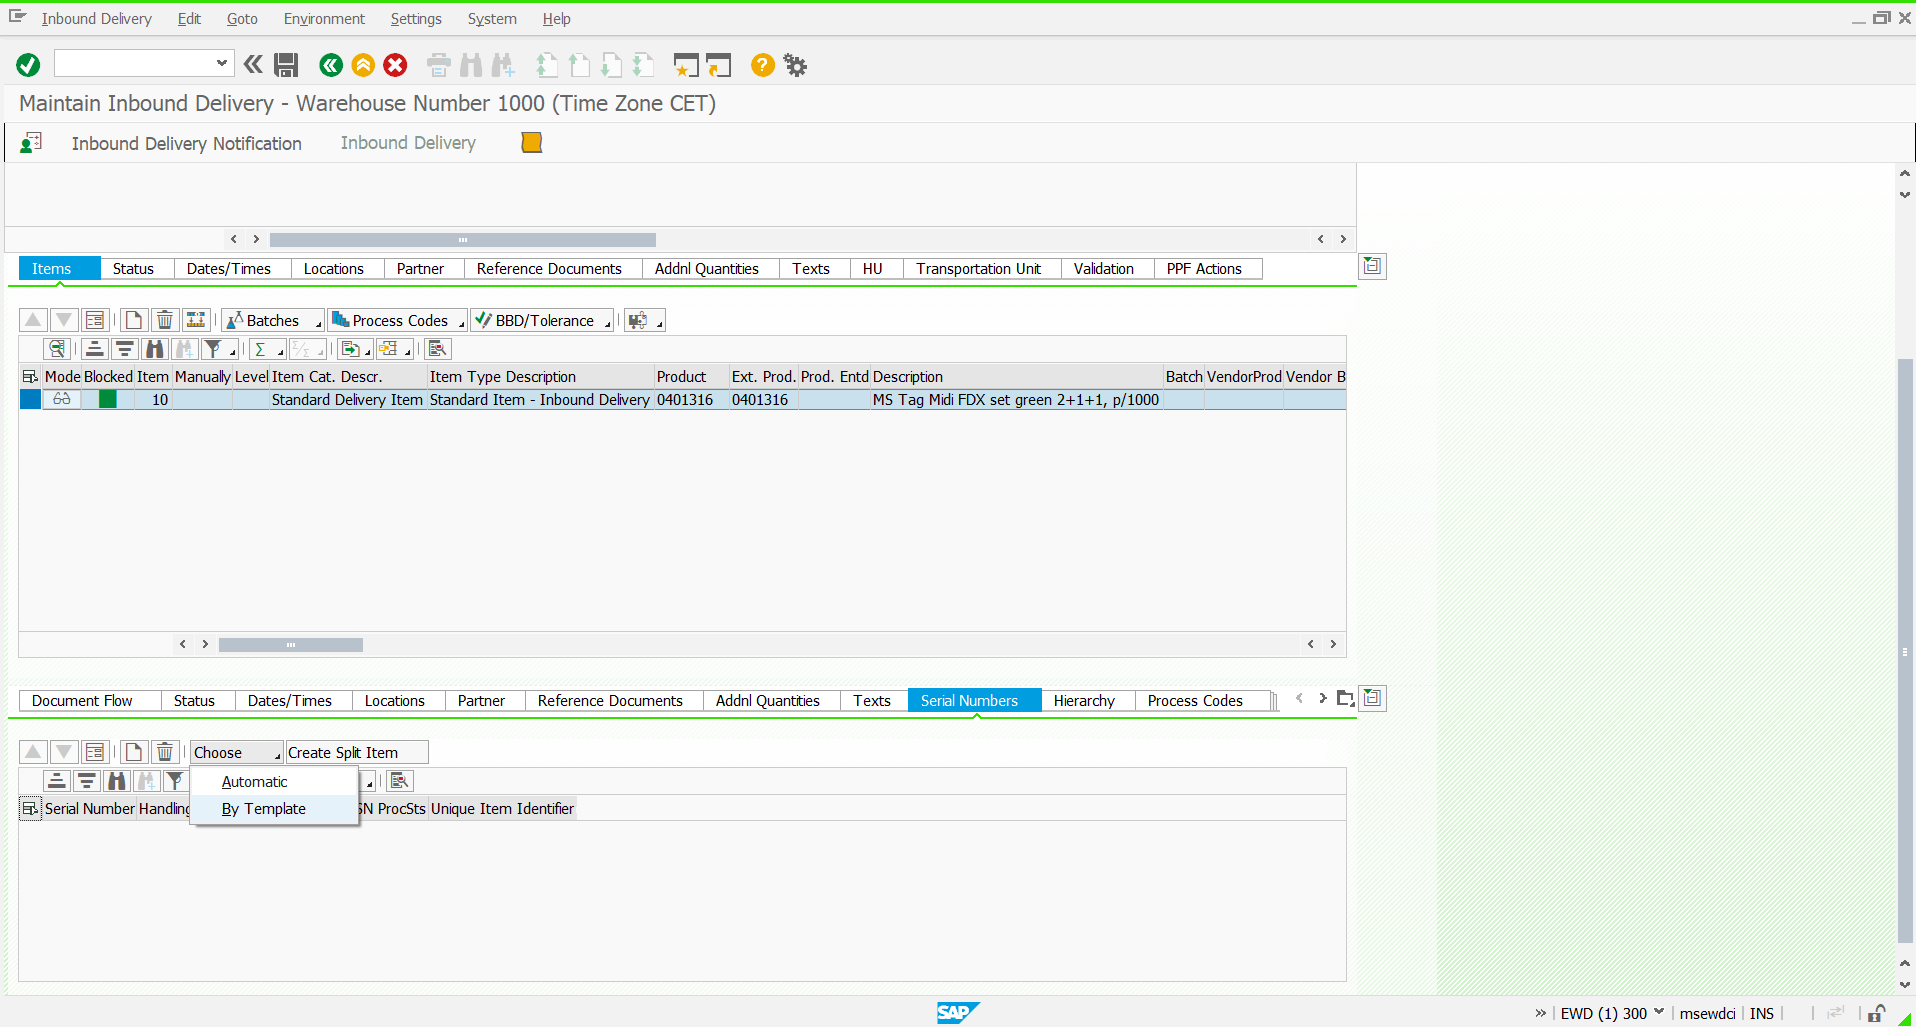 Inbound Delivery Edit Goto Environment Settings System Help
Maintain Inbound Delivery - Warehouse Number 1000 (Time Zone CET)
Inbound Delivery Notification Inbound Delivery
Items Status Dates/Times Locations Partner Reference Documents Addnl Quantities Texts HU Transportation Unit Validation PPF Actions
Batches Process Codes BBD/Tolerance
Mode Blocked Item Manually Level Item Cat. Descr. Item Type Description Product Ext. Prod. Prod. Entd Description Batch VendorProd Vendor B
10 Standard Delivery Item Standard Item - Inbound Delivery 0401316 0401316 MS Tag Midi FDX set green 2+1+1, p/1000
Document Flow Status Dates/Times Locations Partner Reference Documents Addnl Quantities Texts Serial Numbers Hierarchy Process Codes
Choose Create Split Item
Automatic
By Template
Serial Number Handling SN ProcSts Unique Item Identifier
SAP EWD (1) 300 msewdci INS